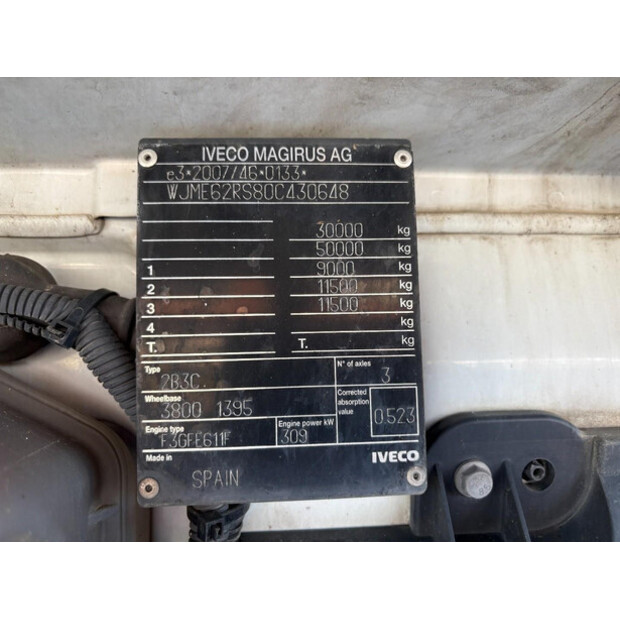 IVECO MAGIRUS AG
e3*2007/46*0133*
WJME62RS80C430648
30000 kg
50000 kg
1 9000 kg
2 11500 kg
3 11500 kg
4 kg
T. T. kg
Type 2B3C N° of axles 3
Wheelbase 3800 1395 Corrected absorption value 0.523
Engine type F3GFE611F Engine power kW 309
Made in SPAIN IVECO